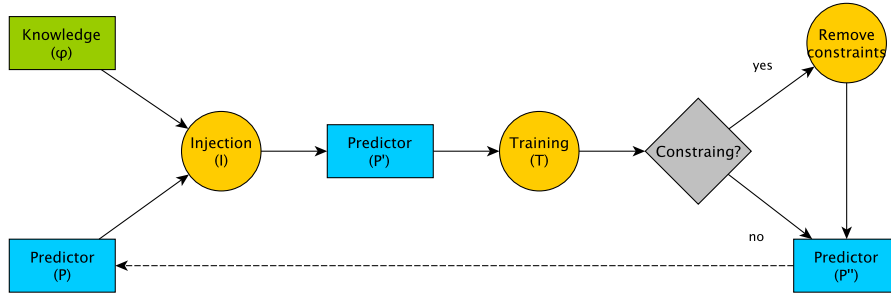 Knowledge
(φ)
Remove
constraints
yes
Injection
(I)
Predictor
(P')
Training
(T)
Constraing?
no
Predictor
(P)
Predictor
(P'')